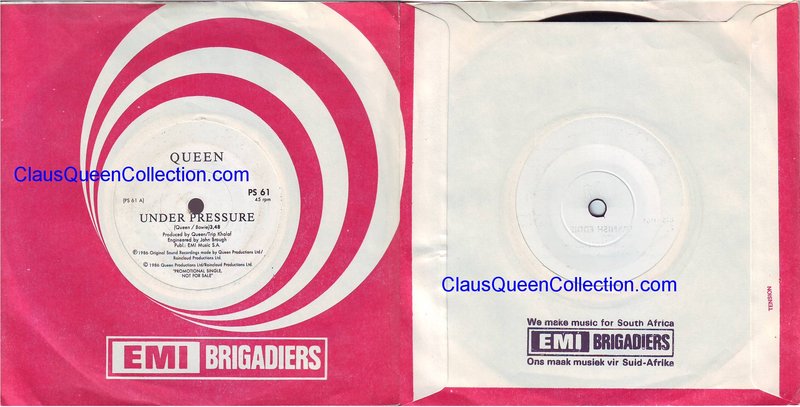 QUEEN
ClausQueenCollection.com
(PS 61 A)
PS 61
45 rpm
UNDER PRESSURE
(Queen / Bowie)3,48
Produced by Queen/Trip Khalaf
Engineered by John Brough
Publ.: EMI Music S.A.
℗ 1986 Original Sound Recordings made by Queen Productions Ltd/
Raincloud Productions Ltd.
© 1986 Queen Productions Ltd/Raincloud Productions Ltd.
"PROMOTIONAL SINGLE,
NOT FOR SALE"
EMI BRIGADIERS
ClausQueenCollection.com
TENSION
We make music for South Africa
EMI BRIGADIERS
Ons maak musiek vir Suid-Afrika